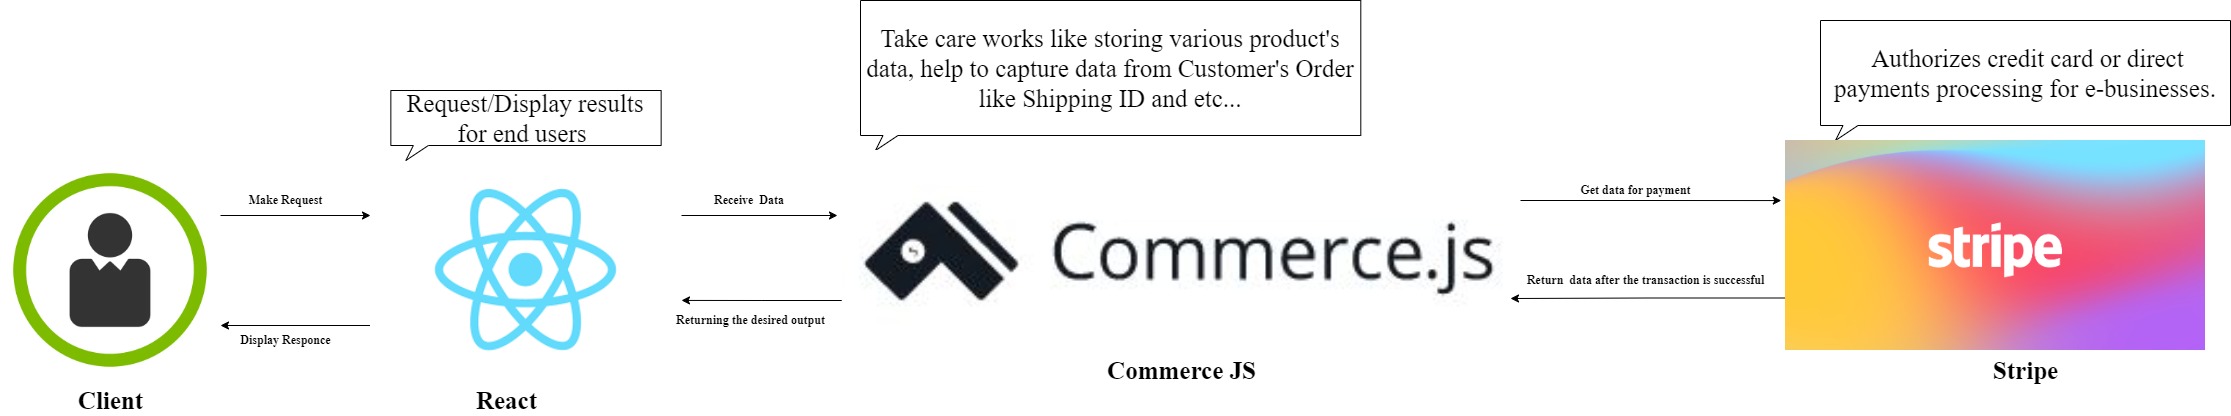 Take care works like storing various product's
data, help to capture data from Customer's Order
like Shipping ID and etc...
Authorizes credit card or direct
payments processing for e-businesses.
Request/Display results
for end users
Make Request
Receive Data
Get data for payment
Commerce.js
stripe
Return data after the transaction is successful
Returning the desired output
Display Responce
Commerce JS
Stripe
Client
React